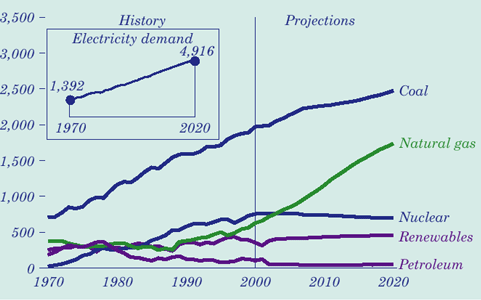 3,500
History
Projections
Electricity demand
3,000
4,916
2,500
1,392
Coal
1970
2020
2,000
Natural gas
1,500
1,000
Nuclear
500
Renewables
Petroleum
0
1970
1980
1990
2000
2010
2020